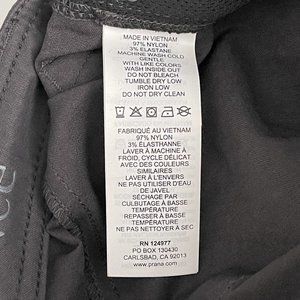 MADE IN VIETNAM
97% NYLON
3% ELASTANE
MACHINE WASH COLD
GENTLE
WITH LIKE COLORS
WASH INSIDE OUT
DO NOT BLEACH
TUMBLE DRY LOW
IRON LOW
DO NOT DRY CLEAN
FABRIQUÉ AU VIETNAM
97% NYLON
3% ÉLASTHANNE
LAVER À MACHINE À
FROID, CYCLE DÉLICAT
AVEC DES COULEURS
SIMILAIRES
LAVER À L'ENVERS
NE PAS UTILISER D'EAU
DE JAVEL
SÉCHAGE PAR
CULBUTAGE À BASSE
TEMPÉRATURE
REPASSER À BASSE
TEMPÉRATURE
NE PAS NETTOYER À SEC
RN 124977
PO BOX 130430
CARLSBAD, CA 92013
www.prana.com